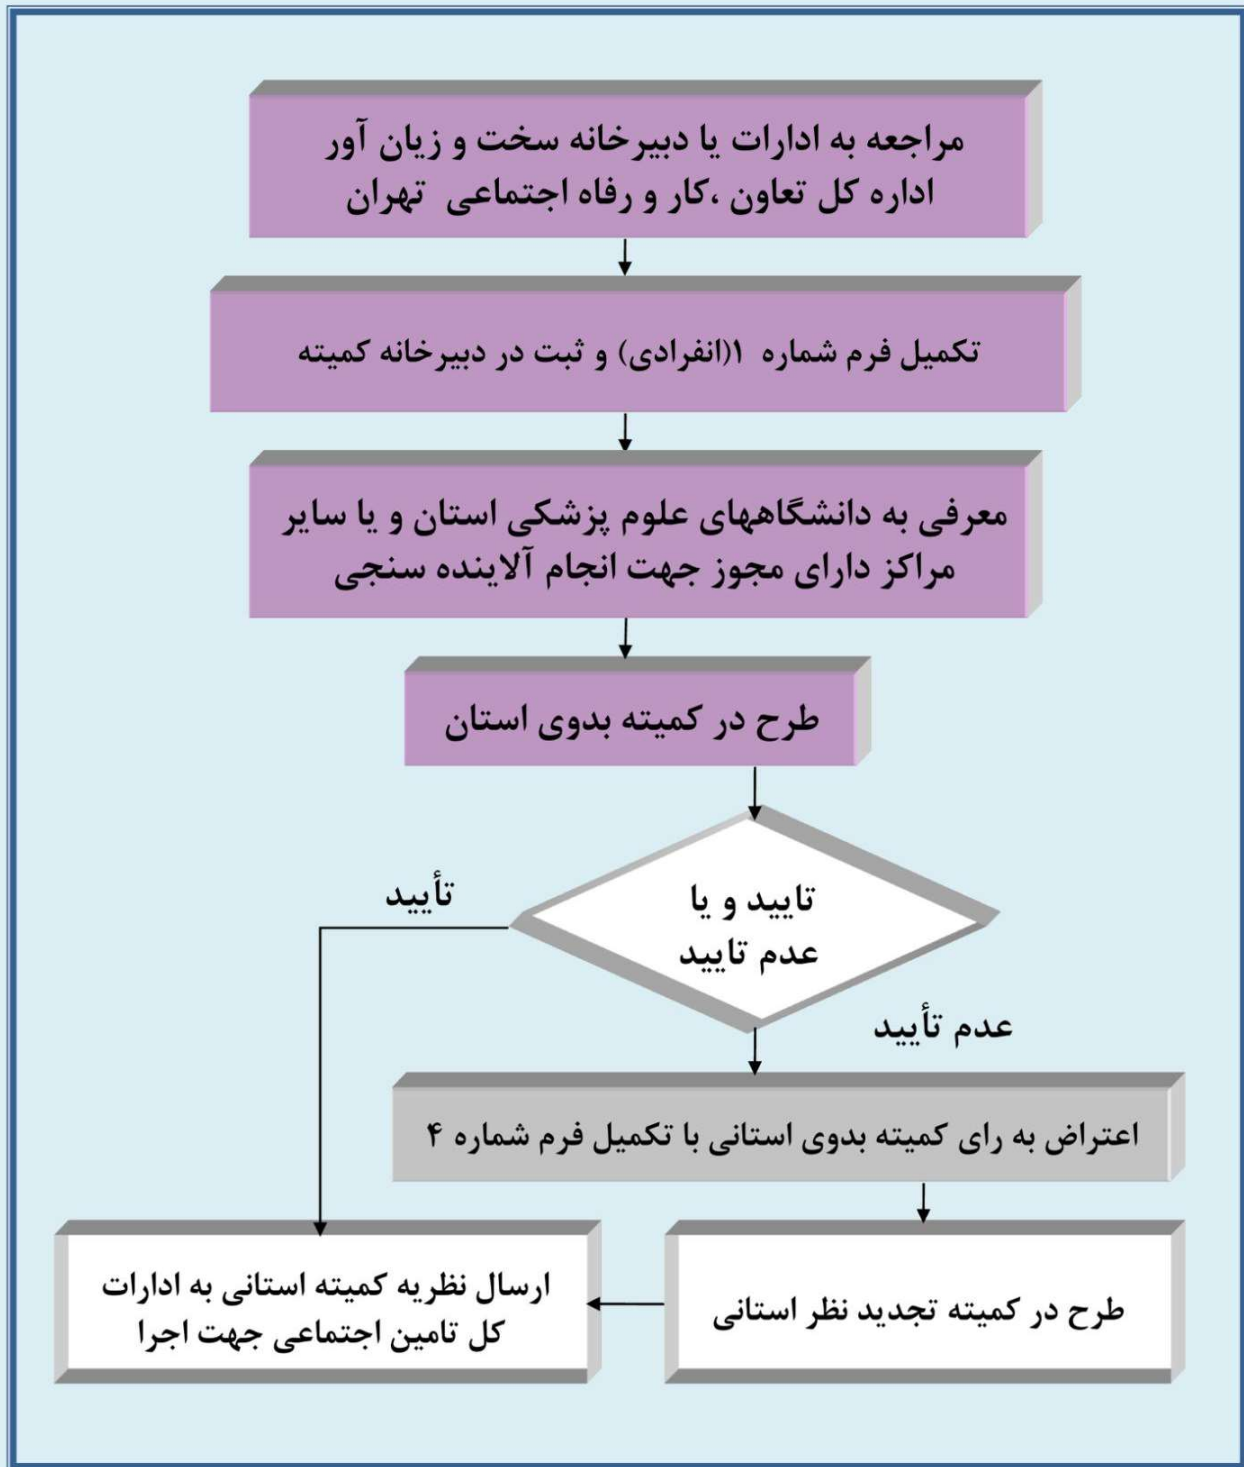 مراجعه به ادارات یا دبیرخانه سخت و زیان آور
اداره کل تعاون ،کار و رفاه اجتماعی تهران
تکمیل فرم شماره ۱(انفرادی) و ثبت در دبیرخانه کمیته
معرفی به دانشگاههای علوم پزشکی استان و یا سایر
مراکز دارای مجوز جهت انجام آلاینده سنجی
طرح در کمیته بدوی استان
تایید و یا
عدم تایید
تأیید
عدم تأیید
اعتراض به رای کمیته بدوی استانی با تکمیل فرم شماره ۴
طرح در کمیته تجدید نظر استانی
ارسال نظریه کمیته استانی به ادارات
کل تامین اجتماعی جهت اجرا